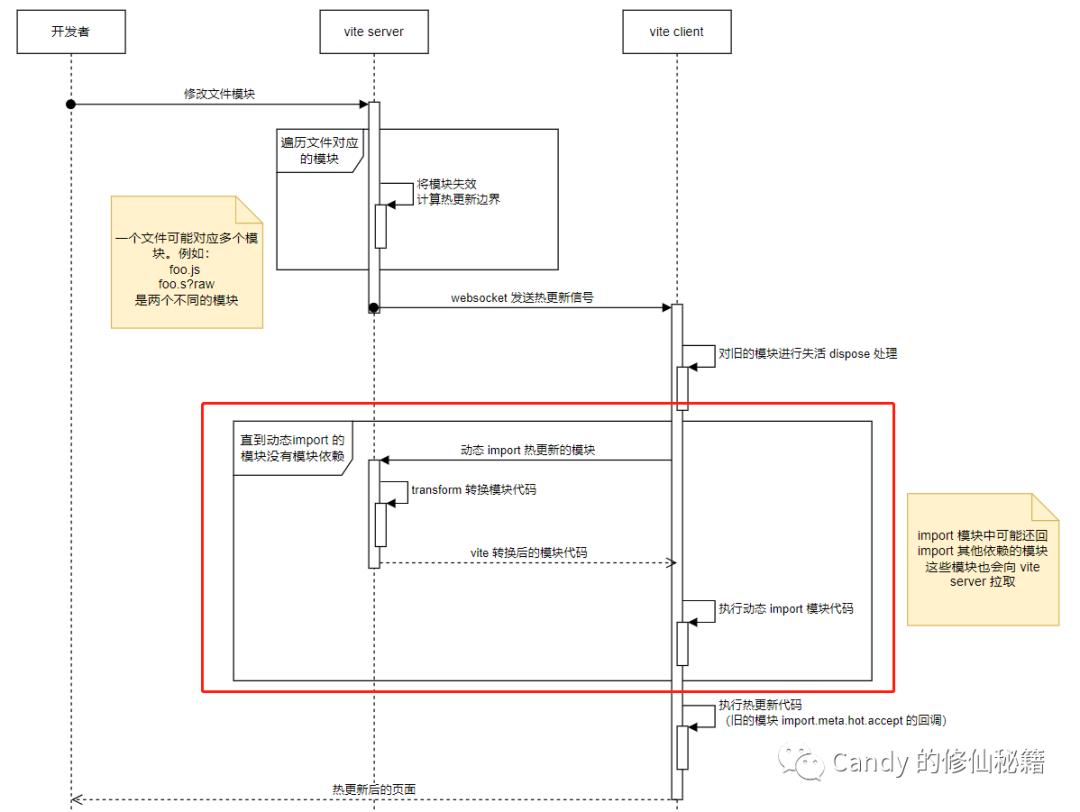 开发者
vite server
vite client
修改文件模块
遍历文件对应
的模块
将模块失效
计算热更新边界
一个文件可能对应多个模
块。例如：
foo.js
foo.s?raw
是两个不同的模块
websocket 发送热更新信号
对旧的模块进行失活 dispose 处理
直到动态import 的
模块没有模块依赖
动态 import 热更新的模块
transform 转换模块代码
vite 转换后的模块代码
import 模块中可能还回
import 其他依赖的模块
这些模块也会向 vite
server 拉取
执行动态 import 模块代码
执行热更新代码
（旧的模块 import.meta.hot.accept 的回调）
Candy 的修仙秘籍
热更新后的页面